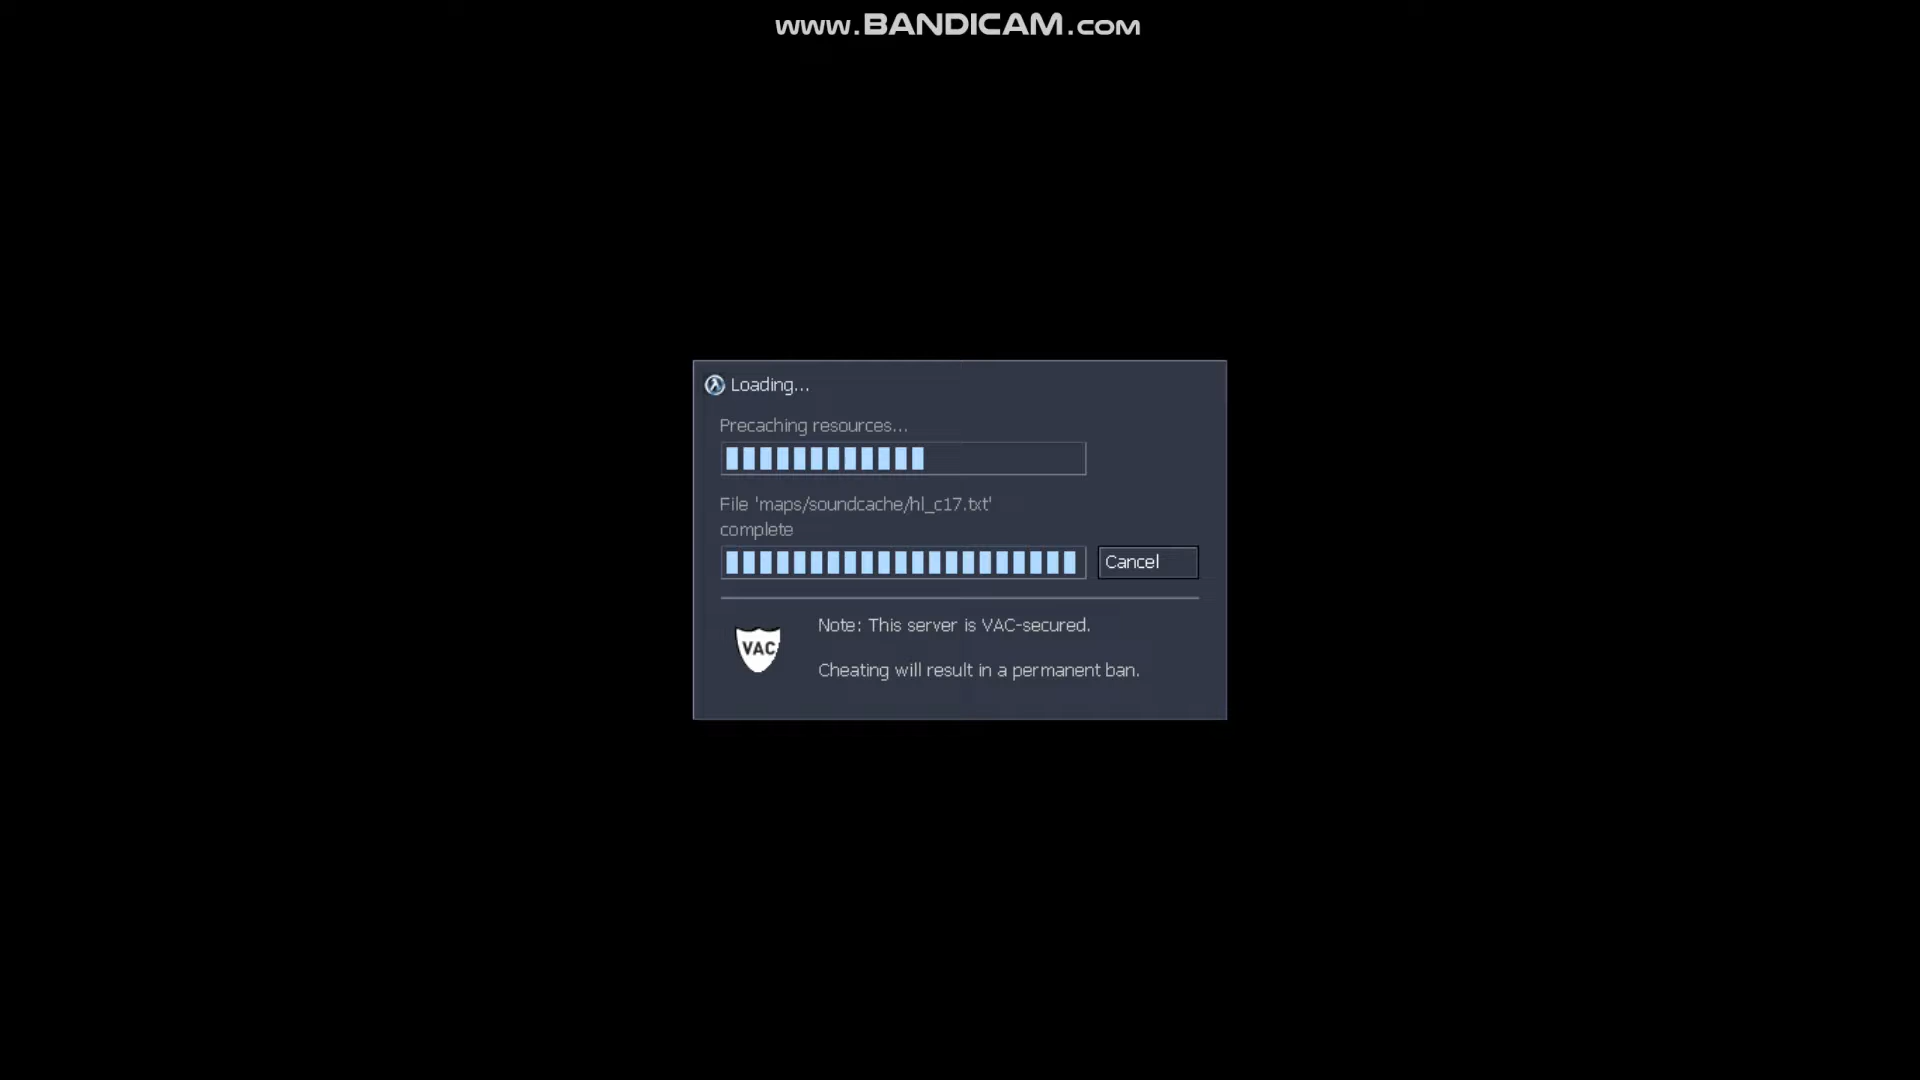 www.BANDICAM.com
Loading...
Precaching resources...
File 'maps/soundcache/hl_c17.txt'
complete
Cancel
Note: This server is VAC-secured.
VAC
Cheating will result in a permanent ban.